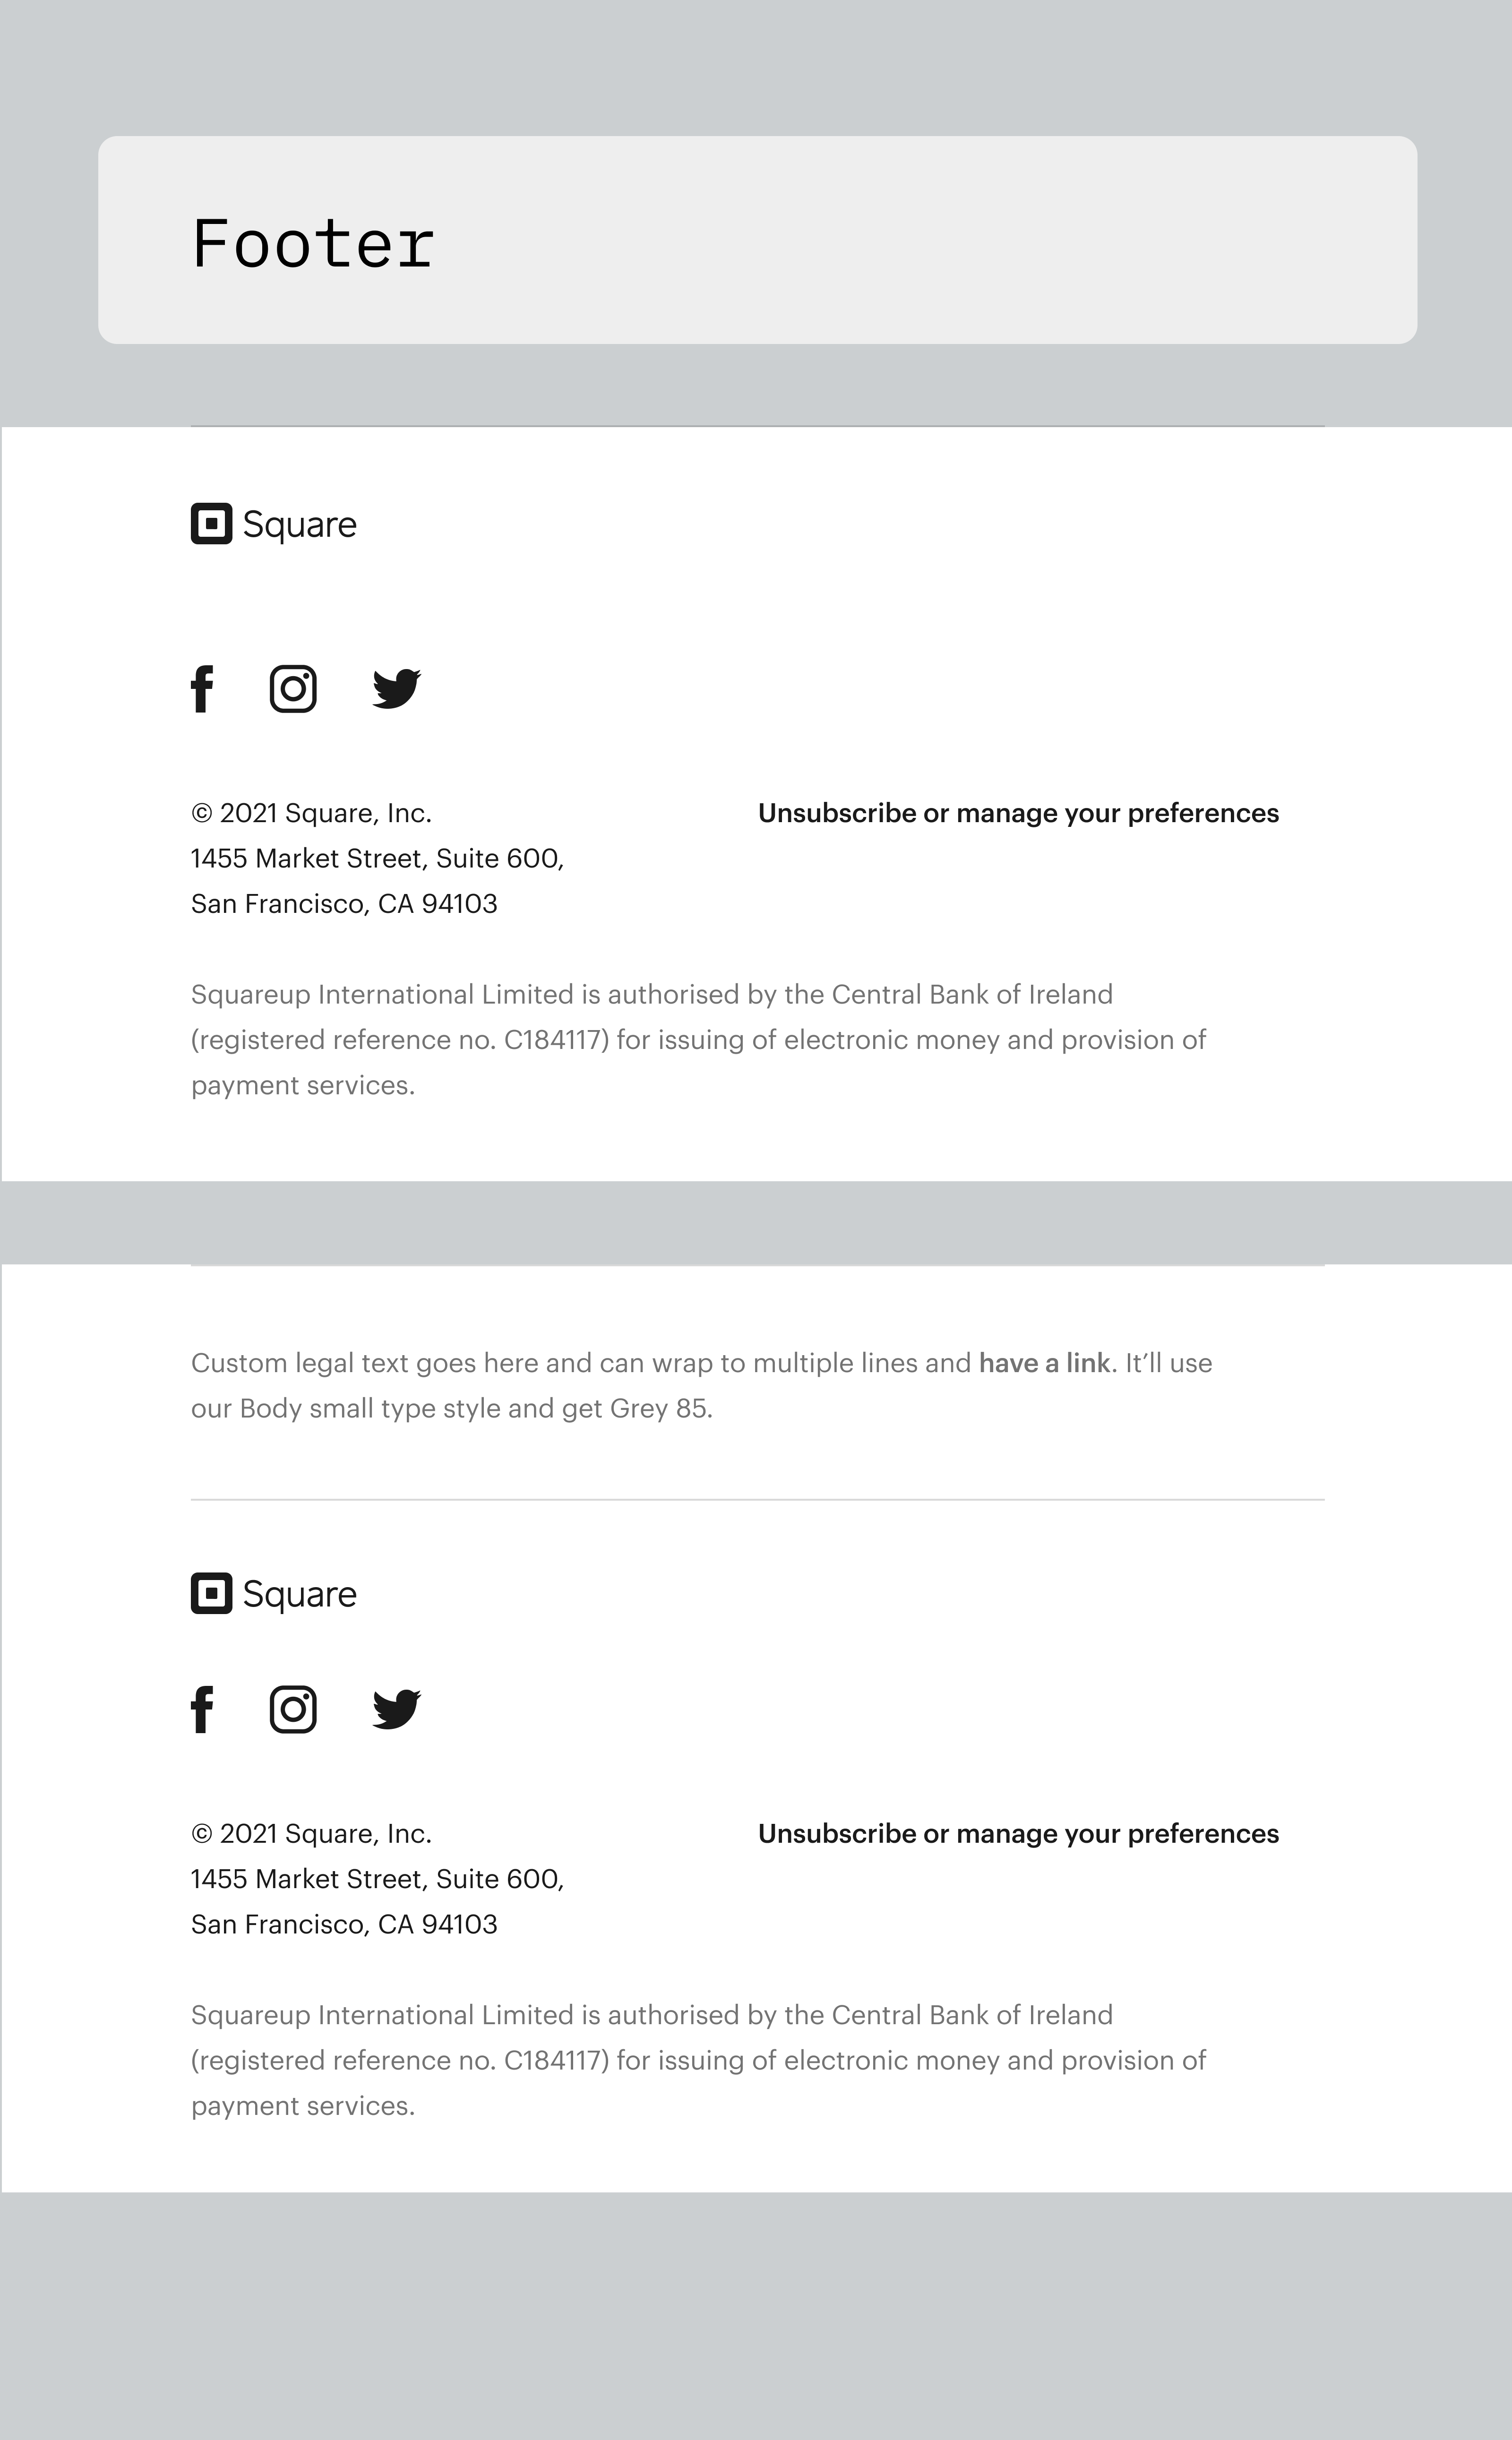 Footer
Square
© 2021 Square, Inc.
Unsubscribe or manage your preferences
1455 Market Street, Suite 600,
San Francisco, CA 94103
Squareup International Limited is authorised by the Central Bank of Ireland
(registered reference no. C184117) for issuing of electronic money and provision of
payment services.
Custom legal text goes here and can wrap to multiple lines and have a link. It’ll use
our Body small type style and get Grey 85.
Square
© 2021 Square, Inc.
Unsubscribe or manage your preferences
1455 Market Street, Suite 600,
San Francisco, CA 94103
Squareup International Limited is authorised by the Central Bank of Ireland
(registered reference no. C184117) for issuing of electronic money and provision of
payment services.